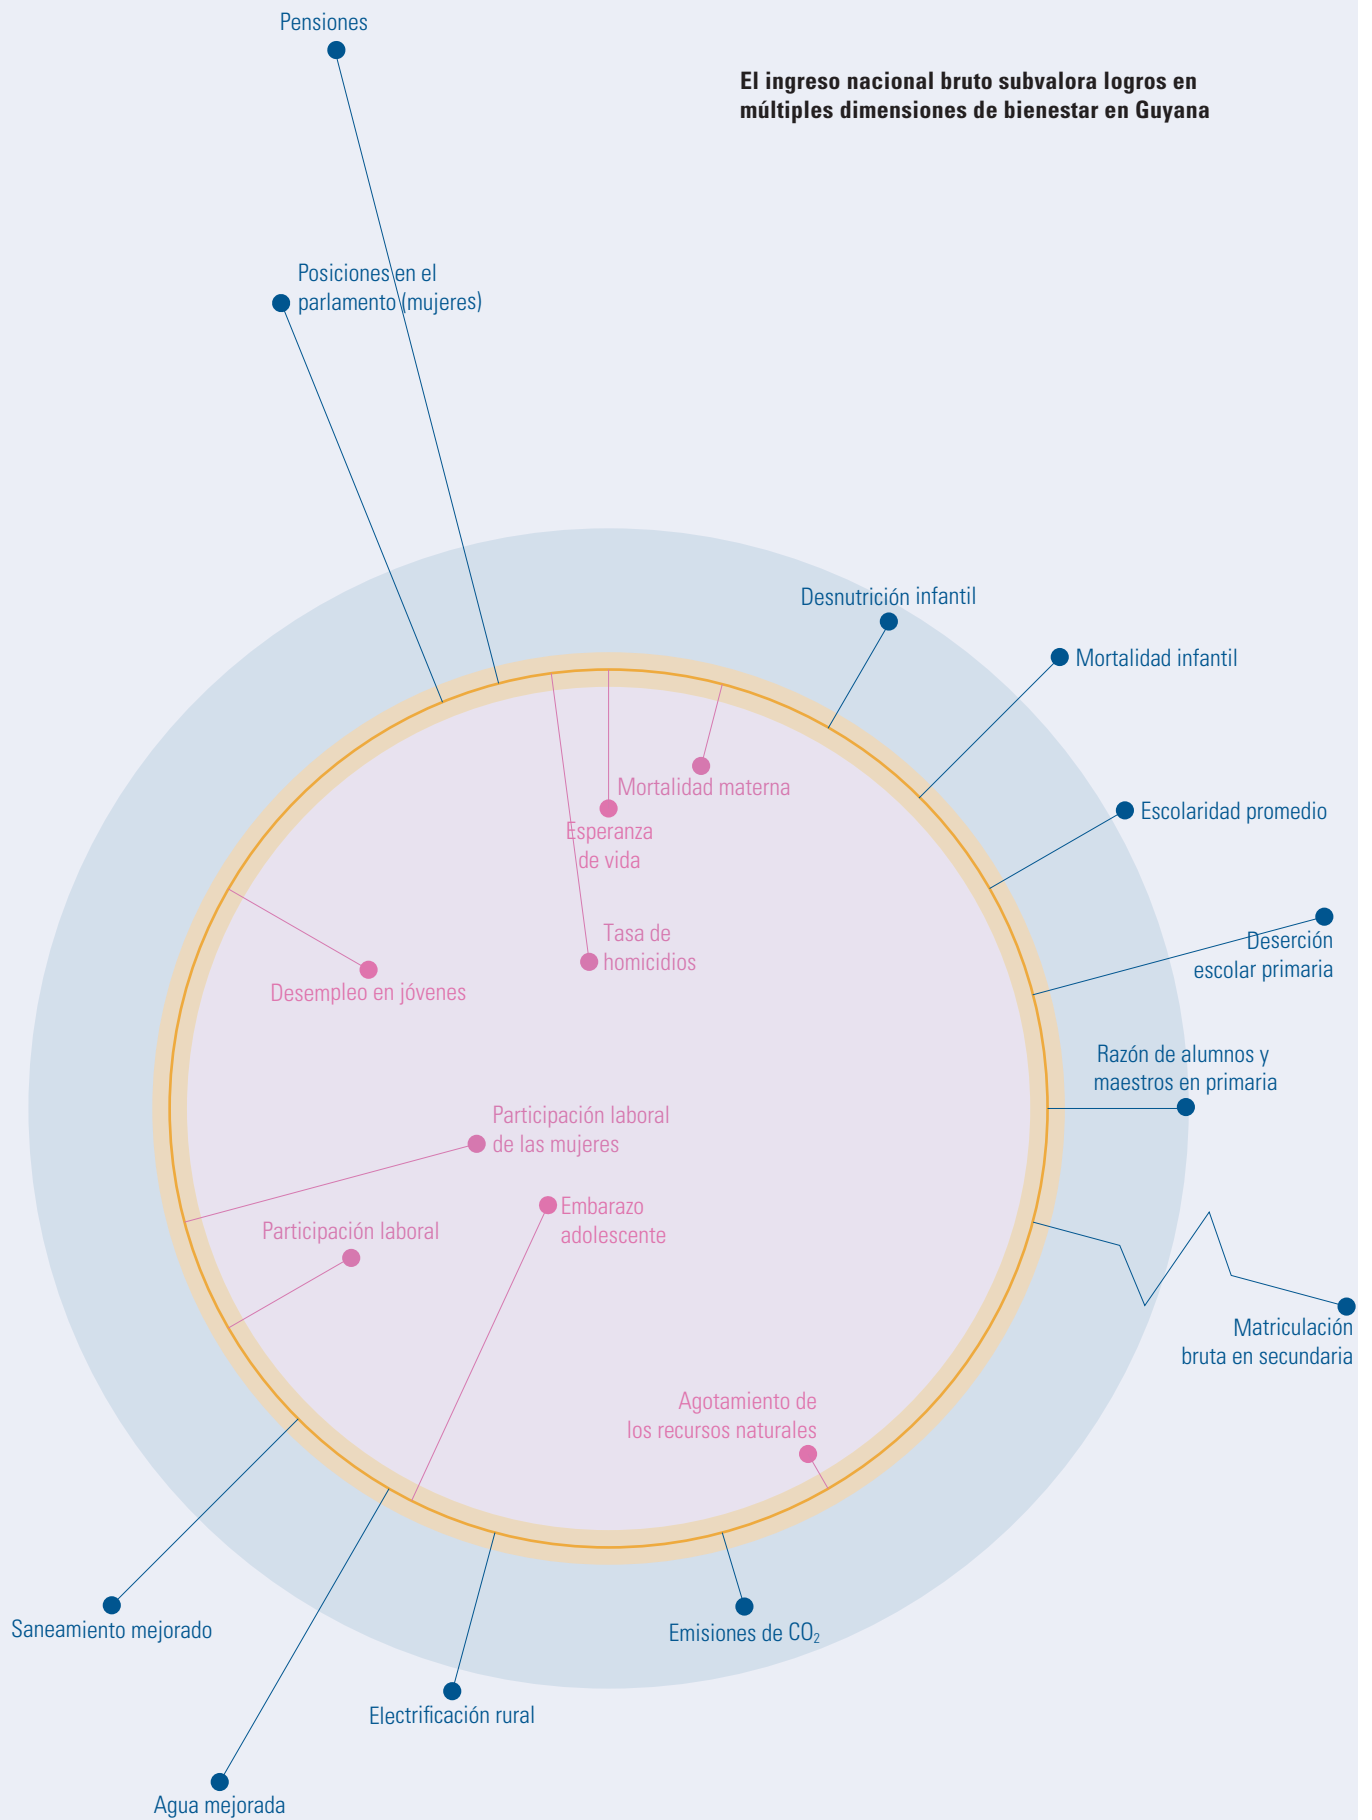 Pensiones
El ingreso nacional bruto subvalora logros en
múltiples dimensiones de bienestar en Guyana
Posiciones en el
parlamento (mujeres)
Desnutrición infantil
Mortalidad infantil
Mortalidad materna
Escolaridad promedio
Esperanza
de vida
Tasa de
homicidios
Deserción
escolar primaria
Desempleo en jóvenes
Razón de alumnos y
maestros en primaria
Participación laboral
de las mujeres
Embarazo
adolescente
Participación laboral
Matriculación
bruta en secundaria
Agotamiento de
los recursos naturales
Saneamiento mejorado
Emisiones de CO₂
Electrificación rural
Agua mejorada